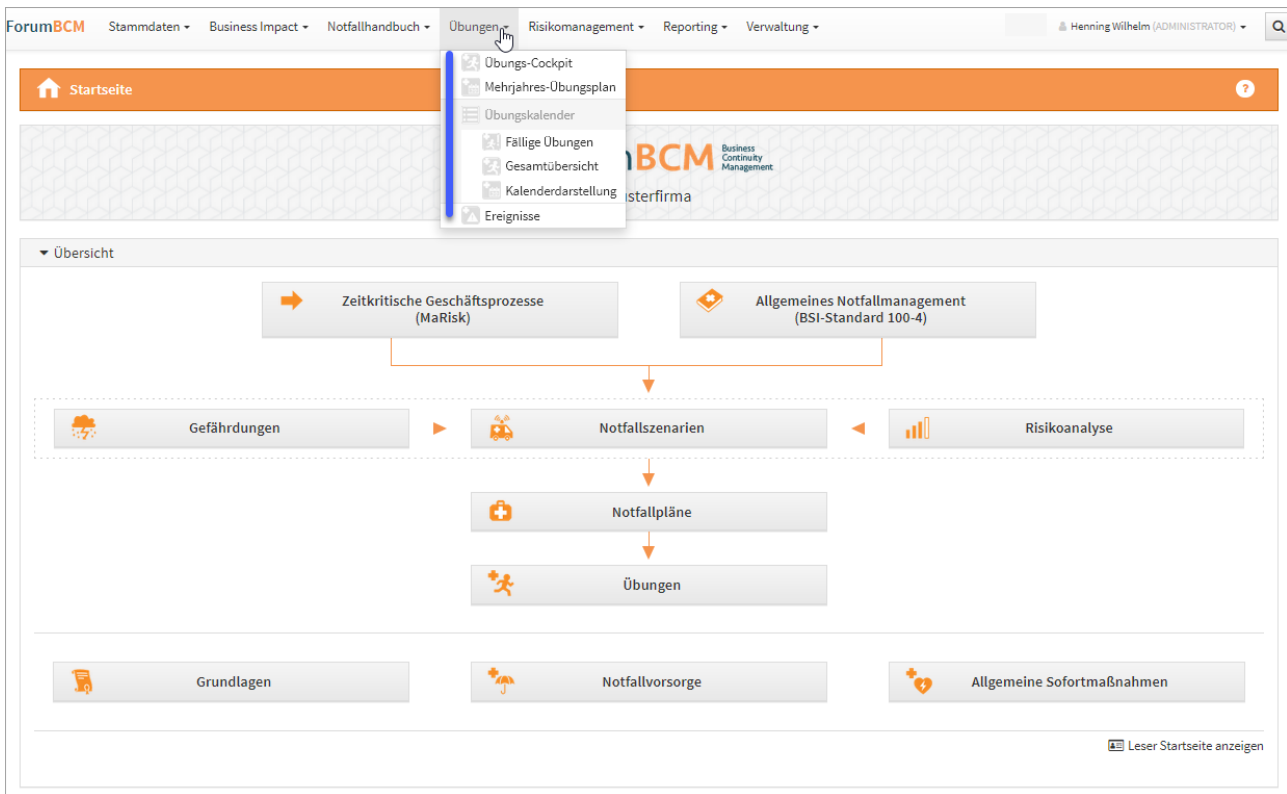 ForumBCM Stammdaten Business Impact Notfallhandbuch Übungen Risikomanagement Reporting Verwaltung Henning Wilhelm (ADMINISTRATOR)
Übungs-Cockpit
Mehrjahres-Übungsplan
Übungskalender
Fällige Übungen
Gesamtübersicht
Kalenderdarstellung
Ereignisse
Startseite
BCM Business
Continuity
Management
sterfirma
Übersicht
Zeitkritische Geschäftsprozesse
(MaRisk)
Allgemeines Notfallmanagement
(BSI-Standard 100-4)
Gefährdungen
Notfallszenarien
Risikoanalyse
Notfallpläne
Übungen
Grundlagen
Notfallvorsorge
Allgemeine Sofortmaßnahmen
Leser Startseite anzeigen